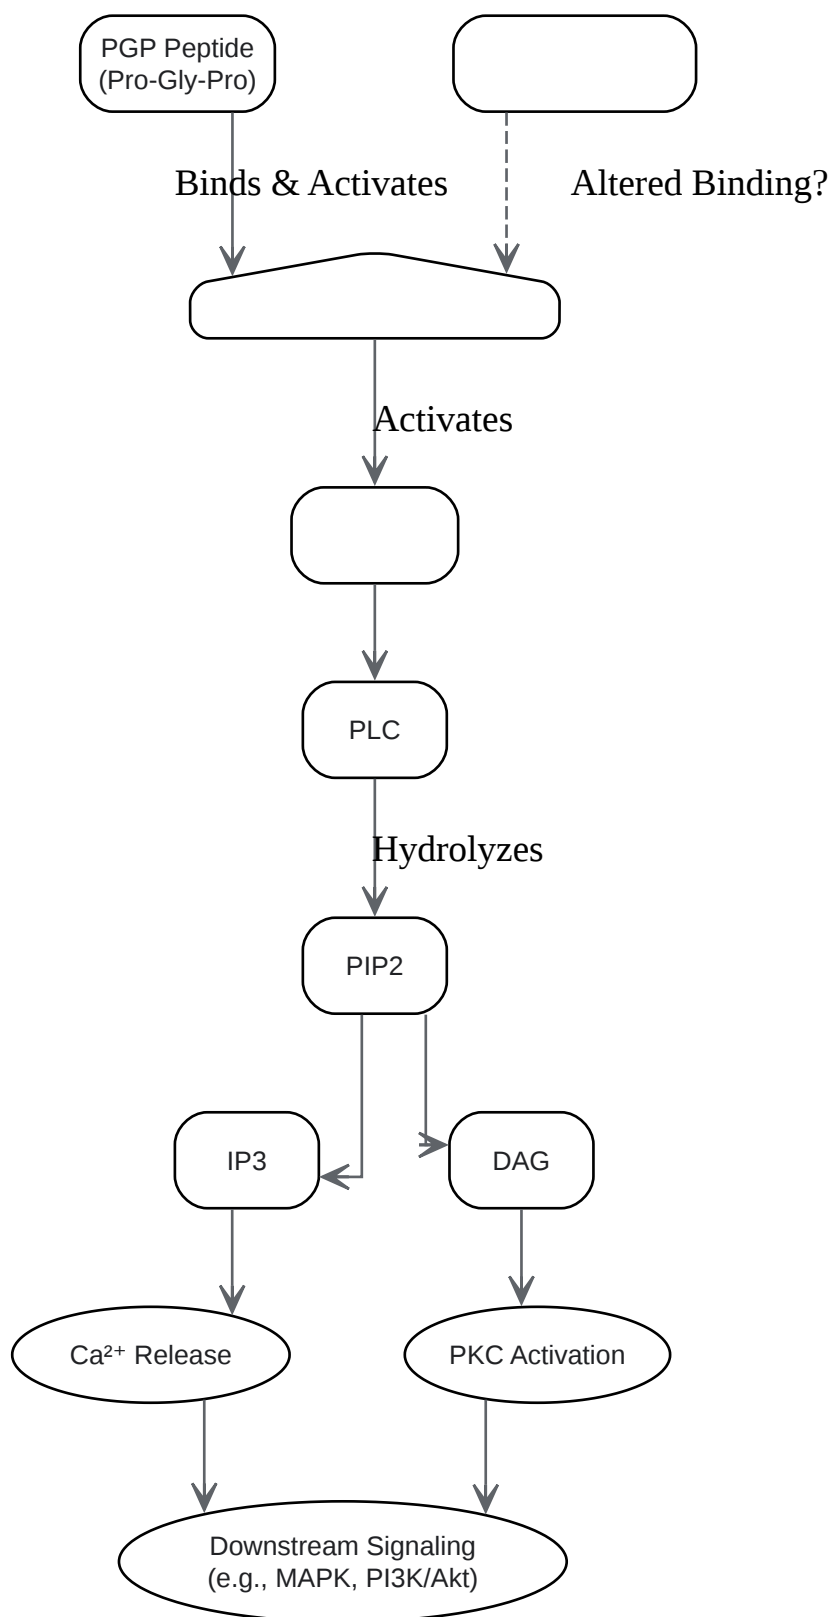 PGP Peptide
(Pro-Gly-Pro)
Binds & Activates
Altered Binding?
Activates
PLC
Hydrolyzes
PIP2
IP3
DAG
Ca²⁺ Release
PKC Activation
Downstream Signaling
(e.g., MAPK, PI3K/Akt)